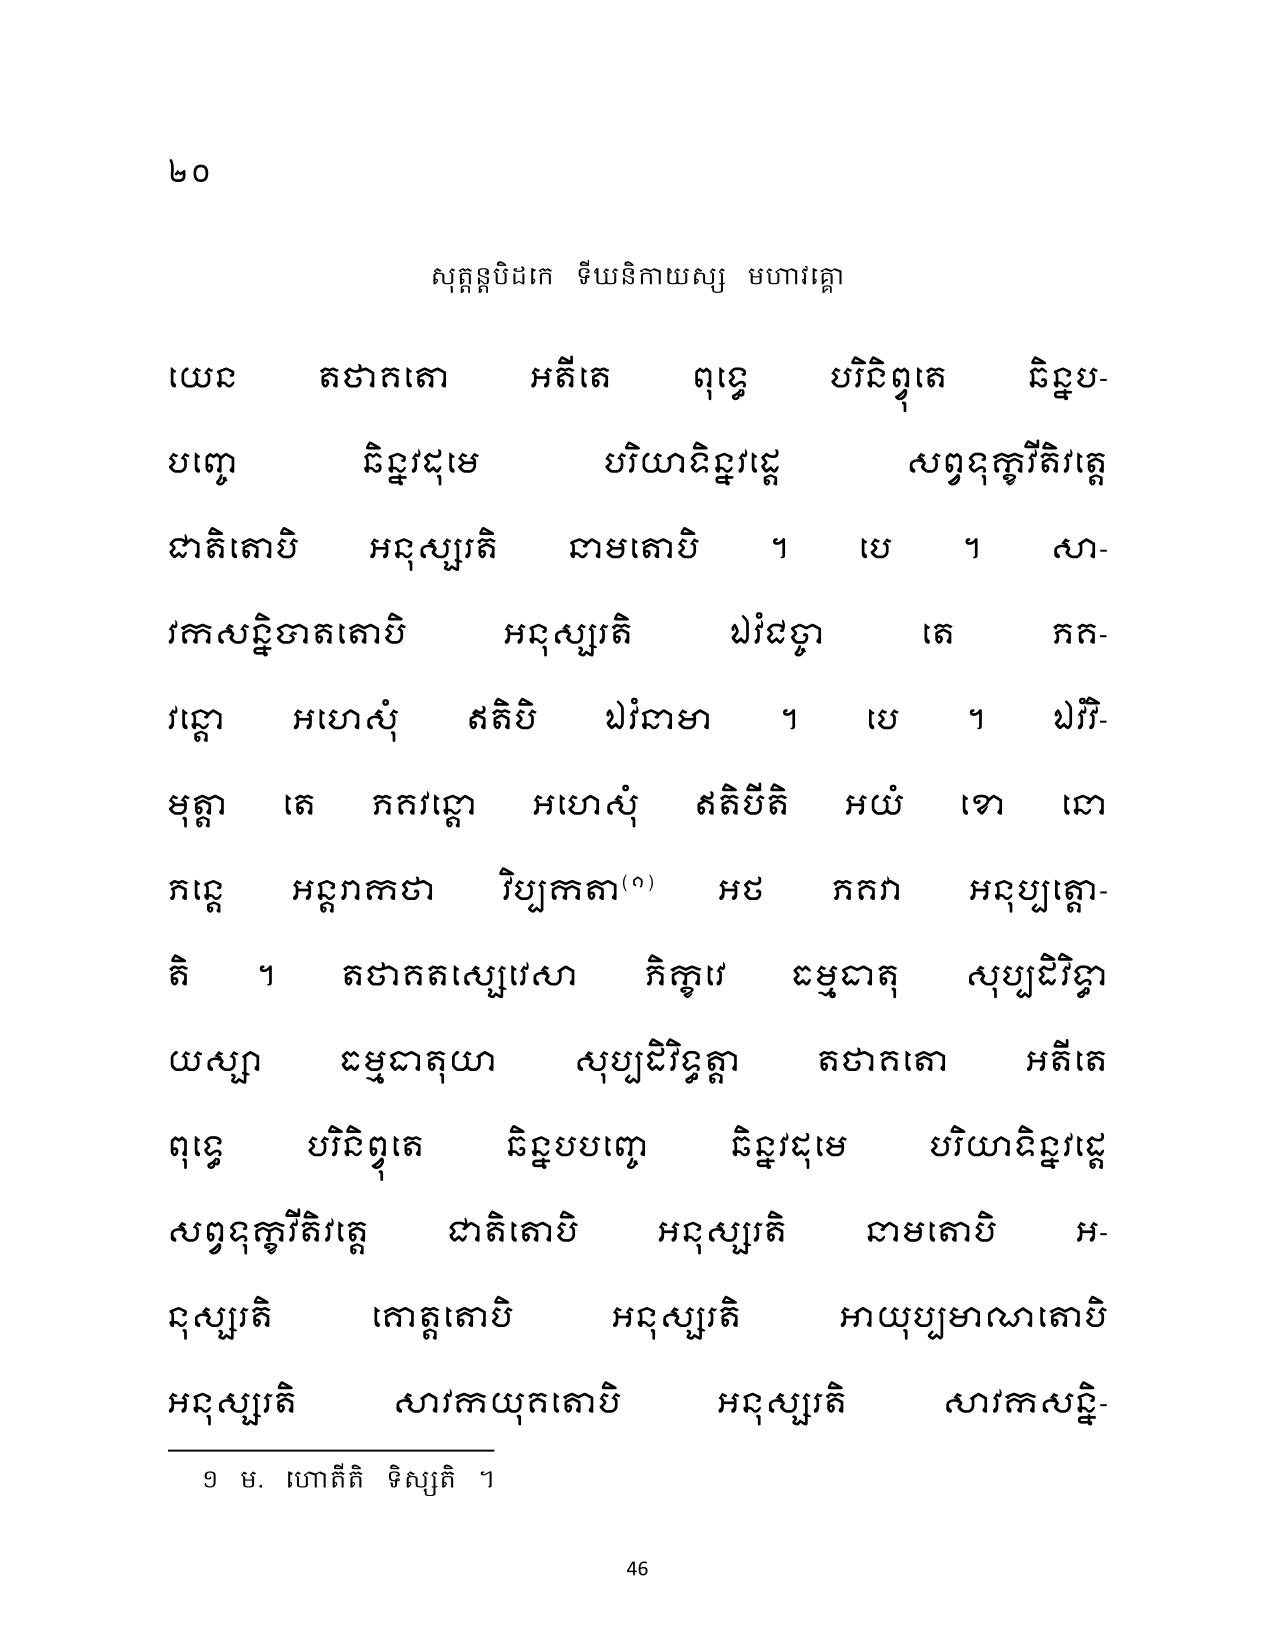 ២០
សុត្តន្តបិដកេ ទីឃនិកាយស្ស មហាវគ្គោ
យេន តថាគតោ អតីតេ ពុទ្ធេ បរិនិព្វុតេ ឆិន្នប-
បញ្ចេ ឆិន្នវដុមេ បរិយាទិន្នវដ្តេ សព្វទុក្ខវីតិវត្តេ
ជាតិតោបិ អនុស្សរតិ នាមតោបិ ។ បេ ។ សា-
វកសន្និបាតតោបិ អនុស្សរតិ ឯវំជច្ចា តេ ភគ-
វន្តោ អហេសុំ ឥតិបិ ឯវំនាមា ។ បេ ។ ឯវំវិ-
មុត្តា តេ ភគវន្តោ អហេសុំ ឥតិបីតិ អយំ ខោ នោ
ភន្តេ អន្តរាកថា វិប្បកតា(១) អថ ភគវា អនុប្បត្តោ-
តិ ។ តថាគតស្សេវេសា ភិក្ខវេ ធម្មធាតុ សុប្បដិវិទ្ធា
យស្សា ធម្មធាតុយា សុប្បដិវិទ្ធត្តា តថាគតោ អតីតេ
ពុទ្ធេ បរិនិព្វុតេ ឆិន្នបបញ្ចេ ឆិន្នវដុមេ បរិយាទិន្នវដ្តេ
សព្វទុក្ខវីតិវត្តេ ជាតិតោបិ អនុស្សរតិ នាមតោបិ អ-
នុស្សរតិ គោត្តតោបិ អនុស្សរតិ អាយុប្បមាណតោបិ
អនុស្សរតិ សាវកយុគតោបិ អនុស្សរតិ សាវកសន្និ-
១ ម. ហោតីតិ ទិស្សតិ ។
46